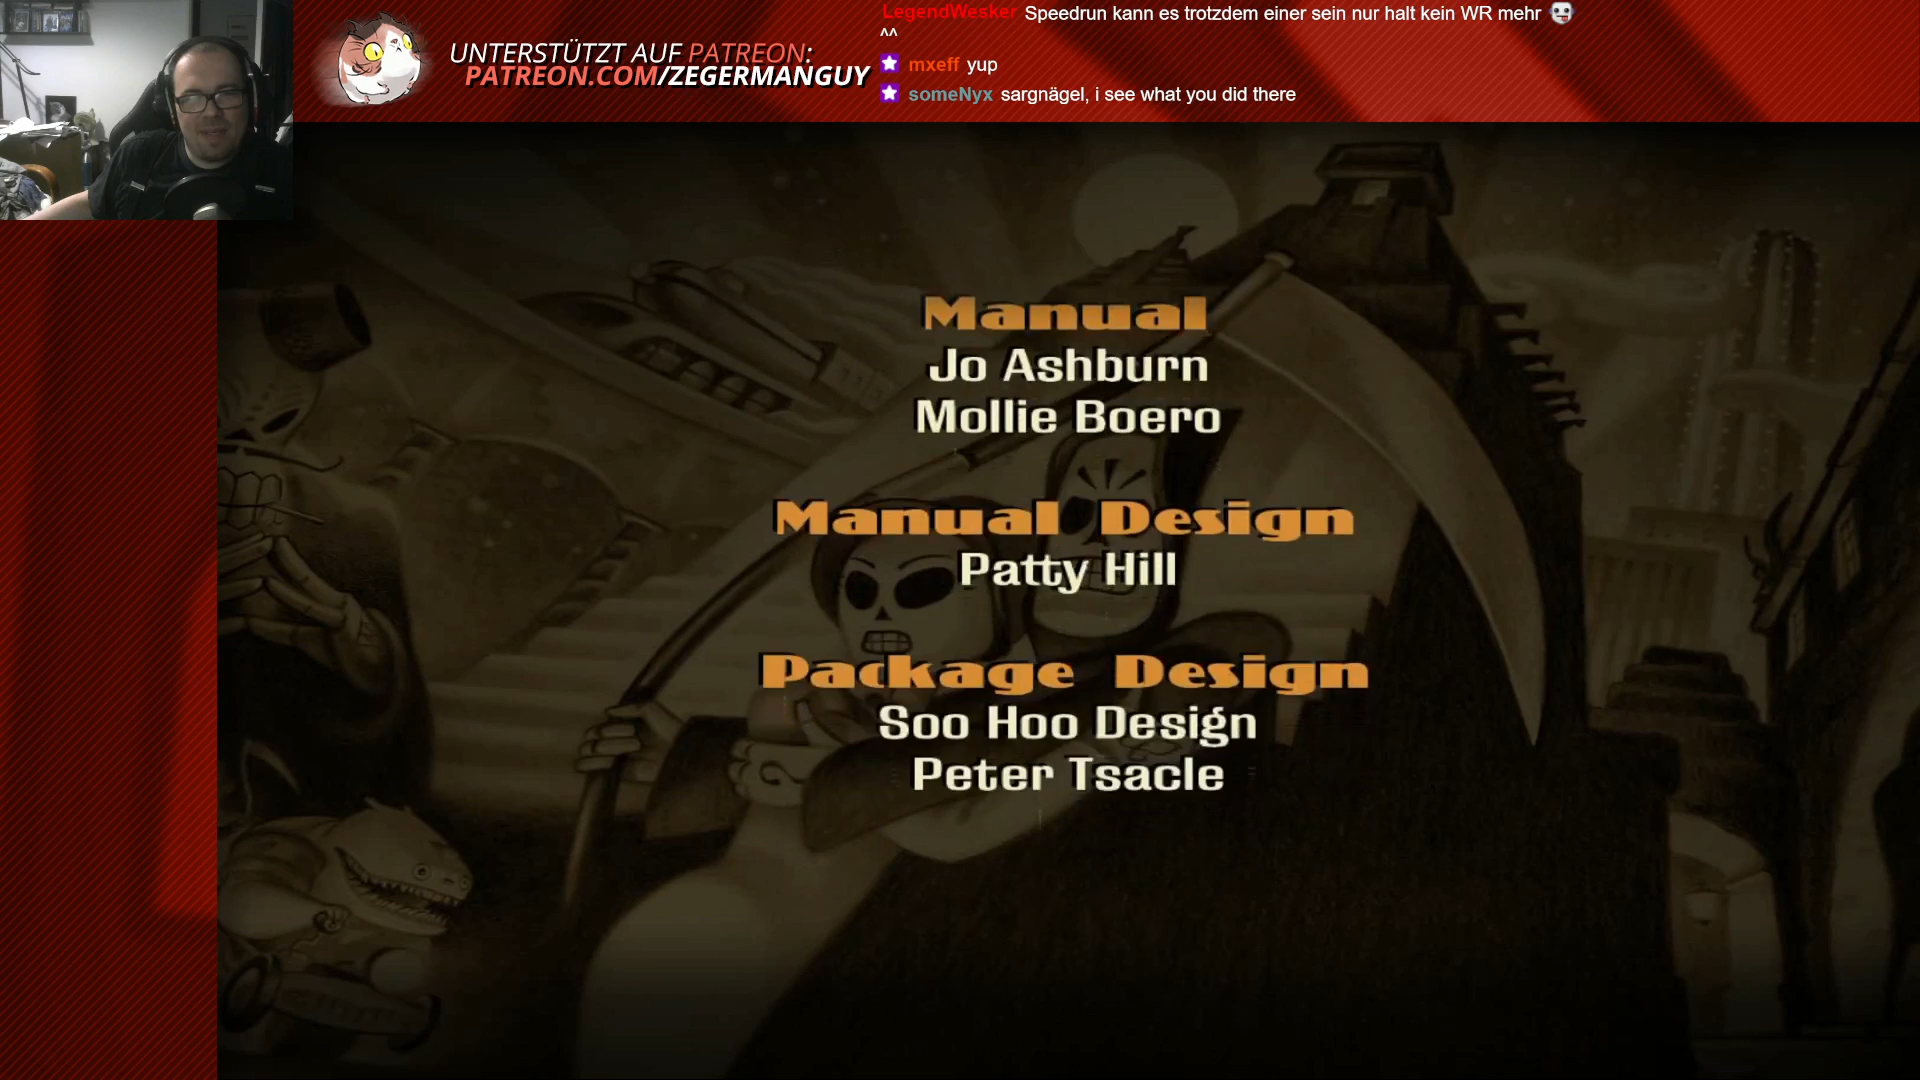 UNTERSTÜTZT AUF PATREON:
PATREON.COM/ZEGERMANGUY
LegendWesker Speedrun kann es trotzdem einer sein nur halt kein WR mehr
^^
mxeff yup
someNyx sargnägel, i see what you did there
Manual
Jo Ashburn
Mollie Boero
Manual Design
Patty Hill
Package Design
Soo Hoo Design
Peter Tsacle